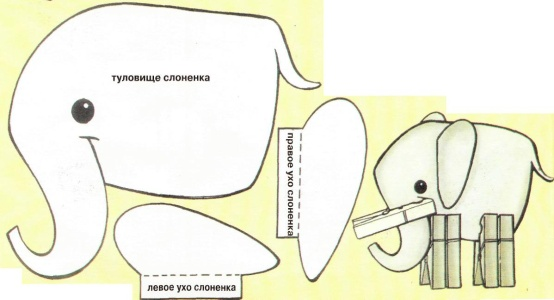 туловище слоненка
правое ухо слоненка
левое ухо слоненка